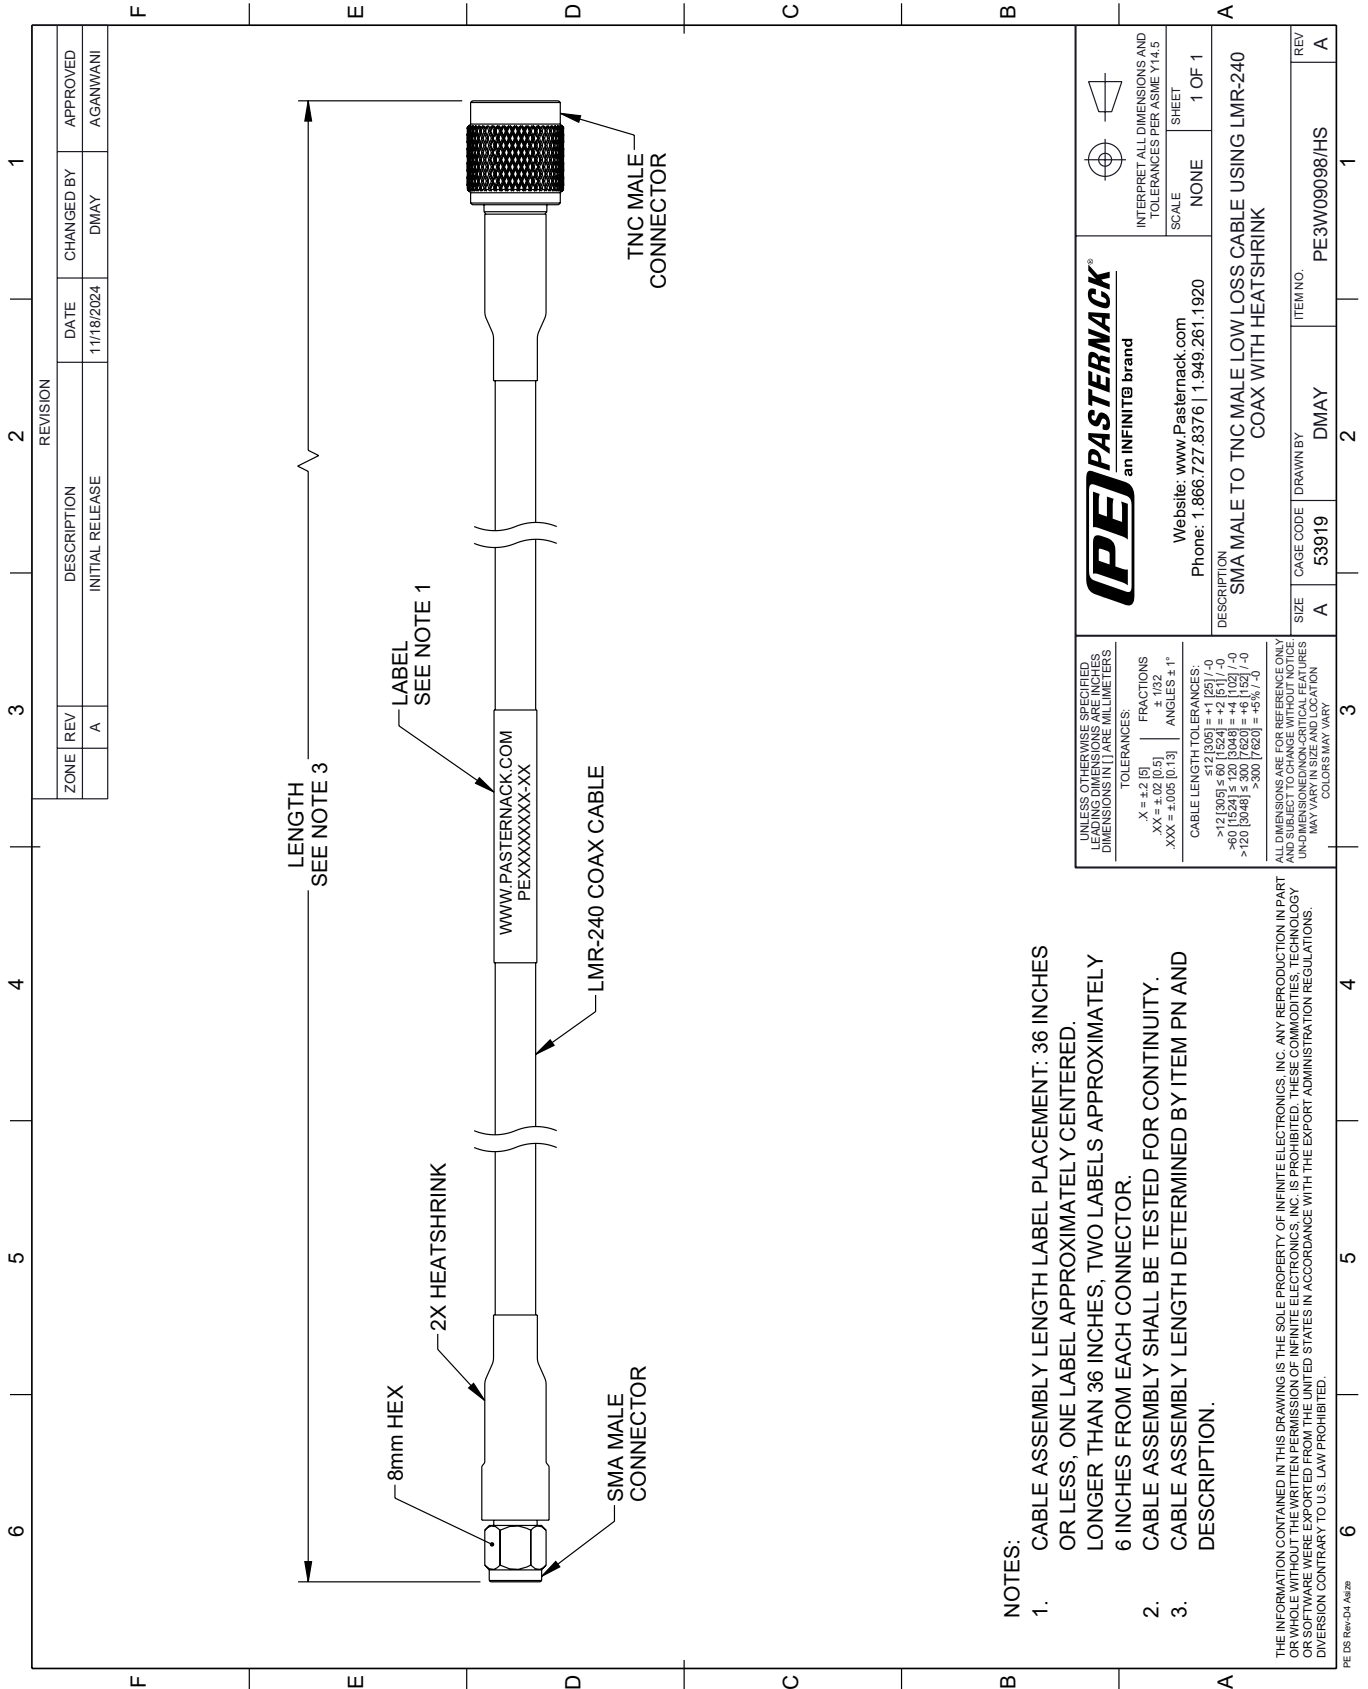 6
5
4
3
2
1
F
E
D
C
B
A
REVISION
ZONE
REV
DESCRIPTION
DATE
CHANGED BY
APPROVED
A
INITIAL RELEASE
11/18/2024
DMAY
AGANWANI
LENGTH
SEE NOTE 3
8mm HEX
2X HEATSHRINK
LABEL
SEE NOTE 1
WWW.PASTERNACK.COM
PEXXXXXXXX-XX
SMA MALE
CONNECTOR
LMR-240 COAX CABLE
TNC MALE
CONNECTOR
NOTES:
1. CABLE ASSEMBLY LENGTH LABEL PLACEMENT: 36 INCHES
OR LESS, ONE LABEL APPROXIMATELY CENTERED.
LONGER THAN 36 INCHES, TWO LABELS APPROXIMATELY
6 INCHES FROM EACH CONNECTOR.
2. CABLE ASSEMBLY SHALL BE TESTED FOR CONTINUITY.
3. CABLE ASSEMBLY LENGTH DETERMINED BY ITEM PN AND
DESCRIPTION.
THE INFORMATION CONTAINED IN THIS DRAWING IS THE SOLE PROPERTY OF INFINITE ELECTRONICS, INC. ANY REPRODUCTION IN PART
OR WHOLE WITHOUT THE WRITTEN PERMISSION OF INFINITE ELECTRONICS, INC. IS PROHIBITED. THESE COMMODITIES, TECHNOLOGY
OR SOFTWARE WERE EXPORTED FROM THE UNITED STATES IN ACCORDANCE WITH THE EXPORT ADMINISTRATION REGULATIONS.
DIVERSION CONTRARY TO U.S. LAW PROHIBITED.
UNLESS OTHERWISE SPECIFIED
LEADING DIMENSIONS ARE INCHES
DIMENSIONS IN [ ] ARE MILLIMETERS
TOLERANCES:
.X = ±.2 [5]
.XX = ±.02 [0.5]
.XXX = ±.005 [0.13]
FRACTIONS
± 1/32
ANGLES ± 1°
CABLE LENGTH TOLERANCES:
≤12 [305] = +1 [25] / -0
>12 [305] ≤ 60 [1524] = +2 [51] / -0
>60 [1524] ≤ 120 [3048] = +4 [102] / -0
>120 [3048] ≤ 300 [7620] = +6 [152] / -0
>300 [7620] = +5% / -0
ALL DIMENSIONS ARE FOR REFERENCE ONLY
AND SUBJECT TO CHANGE WITHOUT NOTICE.
UN-DIMENSIONED/NON-CRITICAL FEATURES
MAY VARY IN SIZE AND LOCATION
COLORS MAY VARY
PE PASTERNACK®
an INFINIT@ brand
Website: www.Pasternack.com
Phone: 1.866.727.8376 | 1.949.261.1920
INTERPRET ALL DIMENSIONS AND
TOLERANCES PER ASME Y14.5
SCALE
NONE
SHEET
1 OF 1
DESCRIPTION
SMA MALE TO TNC MALE LOW LOSS CABLE USING LMR-240
COAX WITH HEATSHRINK
SIZE
A
CAGE CODE
53919
DRAWN BY
DMAY
ITEM NO.
PE3W09098/HS
REV
A
PE DS Rev-D4 Asize
6
5
4
3
2
1
F
E
D
C
B
A